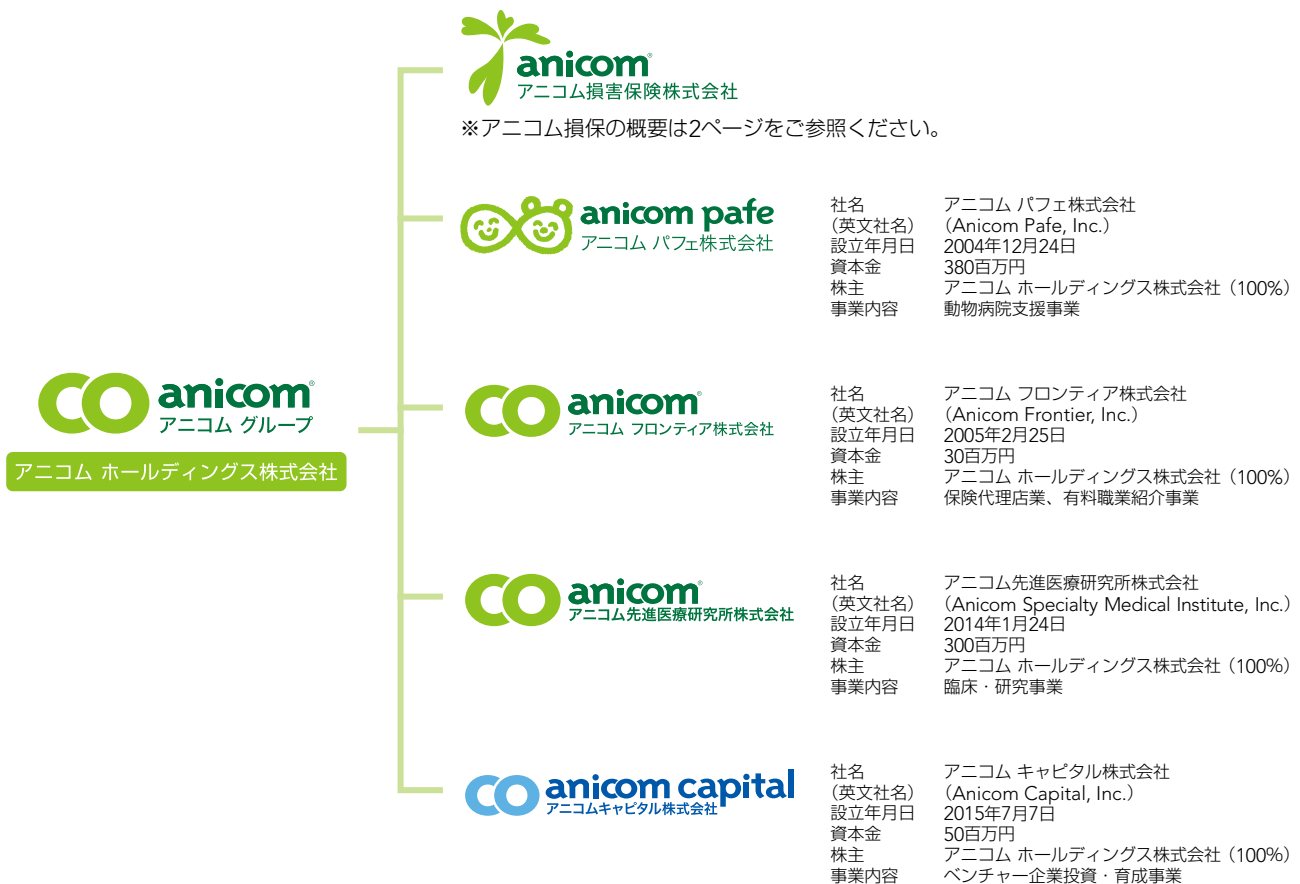 anicom®
アニコム損害保険株式会社
※アニコム損保の概要は2ページをご参照ください。
anicom pafe
アニコム パフェ株式会社
社名 アニコム パフェ株式会社
(英文社名) (Anicom Pafe, Inc.)
設立年月日 2004年12月24日
資本金 380百万円
株主 アニコム ホールディングス株式会社（100%）
事業内容 動物病院支援事業
anicom®
アニコム グループ
アニコム ホールディングス株式会社
anicom®
アニコム フロンティア株式会社
社名 アニコム フロンティア株式会社
(英文社名) (Anicom Frontier, Inc.)
設立年月日 2005年2月25日
資本金 30百万円
株主 アニコム ホールディングス株式会社（100%）
事業内容 保険代理店業、有料職業紹介事業
anicom®
アニコム先進医療研究所株式会社
社名 アニコム先進医療研究所株式会社
(英文社名) (Anicom Specialty Medical Institute, Inc.)
設立年月日 2014年1月24日
資本金 300百万円
株主 アニコム ホールディングス株式会社（100%）
事業内容 臨床・研究事業
anicom capital
アニコムキャピタル株式会社
社名 アニコム キャピタル株式会社
(英文社名) (Anicom Capital, Inc.)
設立年月日 2015年7月7日
資本金 50百万円
株主 アニコム ホールディングス株式会社（100%）
事業内容 ベンチャー企業投資・育成事業